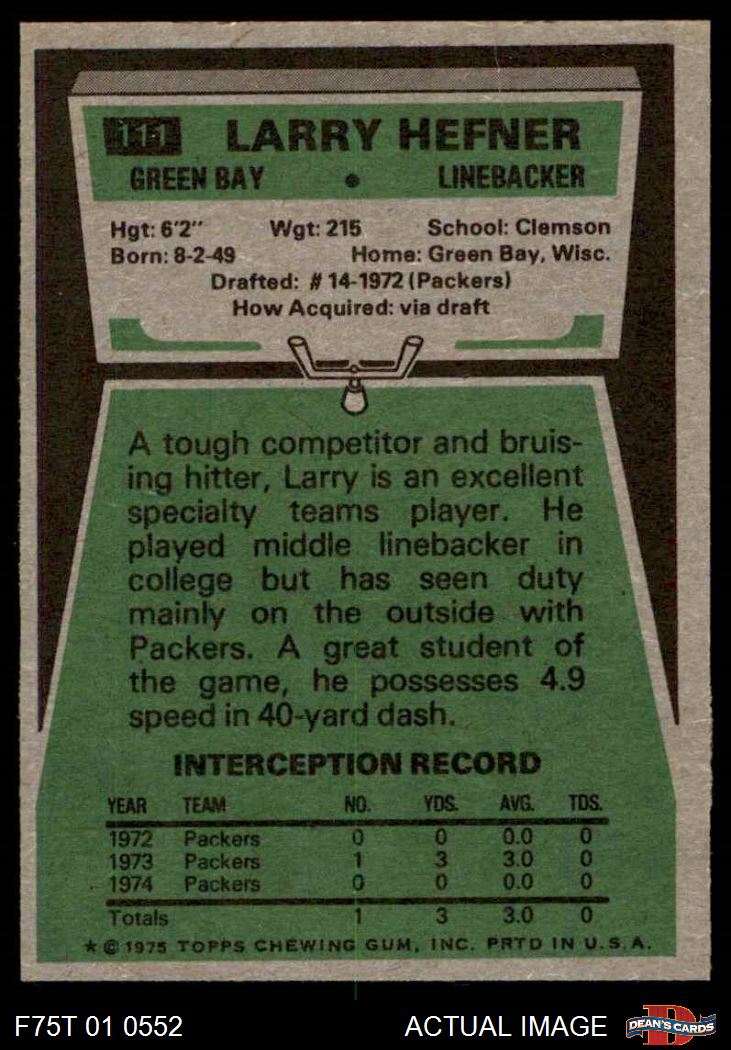 111 LARRY HEFNER
GREEN BAY • LINEBACKER
Hgt: 6'2" Wgt: 215 School: Clemson
Born: 8-2-49 Home: Green Bay, Wisc.
Drafted: #14-1972 (Packers)
How Acquired: via draft
A tough competitor and bruis-
ing hitter, Larry is an excellent
specialty teams player. He
played middle linebacker in
college but has seen duty
mainly on the outside with
Packers. A great student of
the game, he possesses 4.9
speed in 40-yard dash.
INTERCEPTION RECORD
YEAR TEAM NO. YDS. AVG. TDS.
1972 Packers 0 0 0.0 0
1973 Packers 1 3 3.0 0
1974 Packers 0 0 0.0 0
Totals 1 3 3.0 0
★ © 1975 TOPPS CHEWING GUM, INC. PRTD IN U.S.A.
F75T 01 0552 ACTUAL IMAGE D DEAN'S CARDS